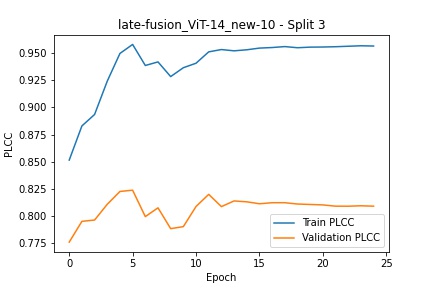 late-fusion_ViT-14_new-10 - Split 3
0.950
0.925
0.900
0.875
0.850
0.825
0.800
0.775
PLCC
Train PLCC
Validation PLCC
0 5 10 15 20 25
Epoch